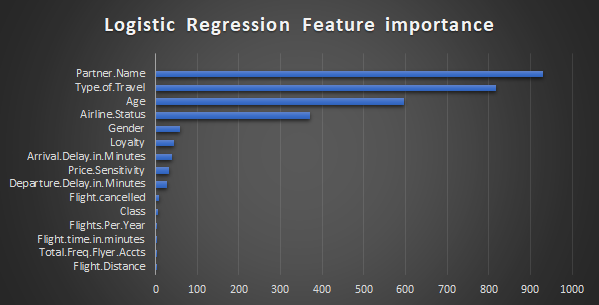 Logistic Regression Feature importance
Partner.Name
Type.of.Travel
Age
Airline.Status
Gender
Loyalty
Arrival.Delay.in.Minutes
Price.Sensitivity
Departure.Delay.in.Minutes
Flight.cancelled
Class
Flights.Per.Year
Flight.time.in.minutes
Total.Freq.Flyer.Accts
Flight.Distance
0 100 200 300 400 500 600 700 800 900 1000